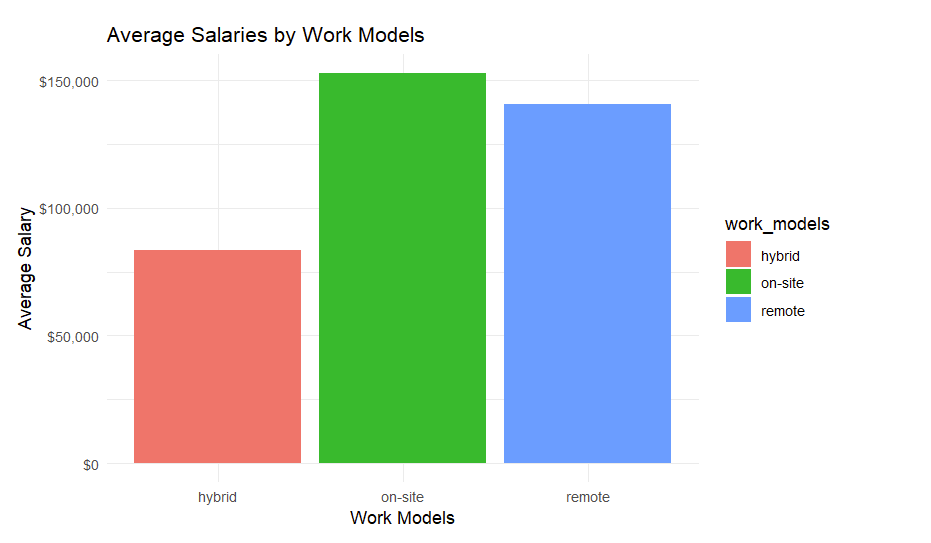 Average Salaries by Work Models
$150,000
$100,000
$50,000
$0
Average Salary
hybrid
on-site
remote
Work Models
work_models
hybrid
on-site
remote